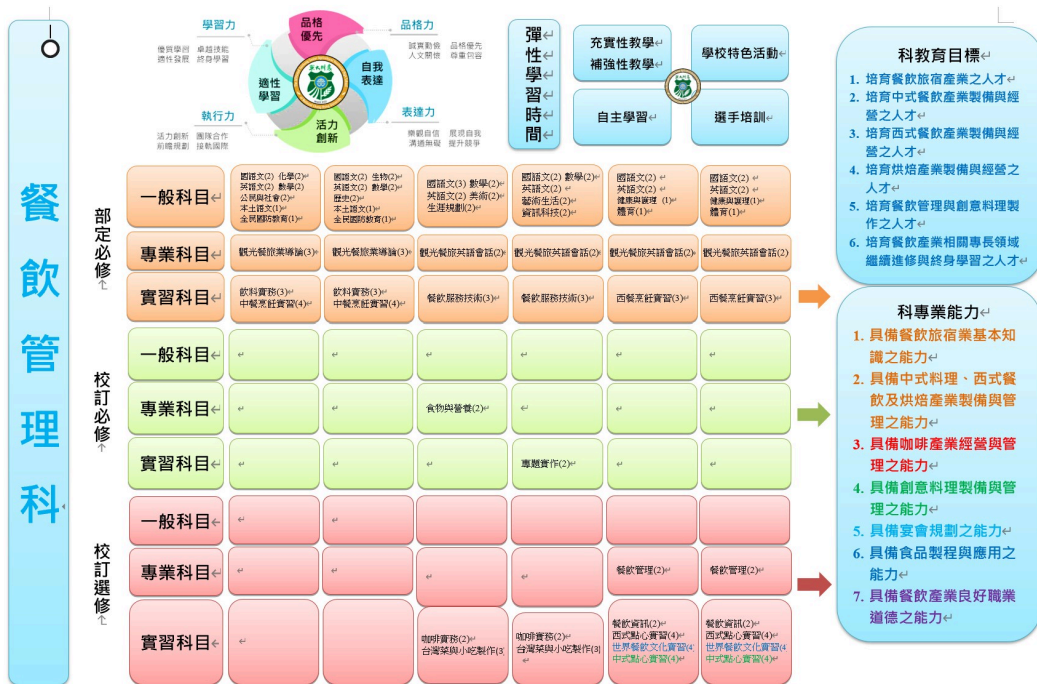 餐飲管理科
學習力
優質學習 卓越技能
適性發展 終身學習
品格力
誠實勤儉 品格優先
人文關懷 尊重包容
執行力
活力創新 團隊合作
前瞻規劃 接軌國際
表達力
樂觀自信 展現自我
溝通無礙 提升競爭
品格
優先
自我
表達
活力
創新
適性
學習
彈性學習時間
充實性教學
補強性教學
學校特色活動
自主學習
選手培訓
科教育目標
1. 培育餐飲旅宿產業之人才
2. 培育中式餐飲產業製備與經
營之人才
3. 培育西式餐飲產業製備與經
營之人才
4. 培育烘焙產業製備與經營之
人才
5. 培育餐飲管理與創意料理製
作之人才
6. 培育餐飲產業相關專長領域
繼續進修與終身學習之人才
部定必修
一般科目
國語文(2) 化學(2)
英語文(2) 數學(2)
公民與社會(2)
本土語文(1)
全民國防教育(1)
國語文(2) 生物(2)
英語文(2) 數學(2)
歷史(2)
本土語文(1)
全民國防教育(1)
國語文(3) 數學(2)
英語文(2) 美術(2)
生涯規劃(2)
國語文(2) 數學(2)
英語文(2)
藝術生活(2)
資訊科技(2)
國語文(2)
英語文(2)
健康與護理 (1)
體育(1)
國語文(2)
英語文(2)
健康與護理(1)
體育(1)
專業科目
觀光餐旅業導論(3)
觀光餐旅業導論(3)
觀光餐旅英語會話(2)
觀光餐旅英語會話(2)
觀光餐旅英語會話(2)
觀光餐旅英語會話(2)
實習科目
飲料實務(3)
中餐烹飪實習(4)
飲料實務(3)
中餐烹飪實習(4)
餐飲服務技術(3)
餐飲服務技術(3)
西餐烹飪實習(3)
西餐烹飪實習(3)
校訂必修
一般科目
專業科目
食物與營養(2)
實習科目
專題實作(2)
校訂選修
一般科目
專業科目
餐飲管理(2)
餐飲管理(2)
實習科目
咖啡實務(2)
台灣菜與小吃製作(3)
咖啡實務(2)
台灣菜與小吃製作(3)
餐飲資訊(2)
西式點心實習(4)
世界餐飲文化實習(4)
中式點心實習(4)
餐飲資訊(2)
西式點心實習(4)
世界餐飲文化實習(4)
中式點心實習(4)
科專業能力
1. 具備餐飲旅宿業基本知
識之能力
2. 具備中式料理、西式餐
飲及烘焙產業製備與管
理之能力
3. 具備咖啡產業經營與管
理之能力
4. 具備創意料理製備與管
理之能力
5. 具備宴會規劃之能力
6. 具備食品製程與應用之
能力
7. 具備餐飲產業良好職業
道德之能力